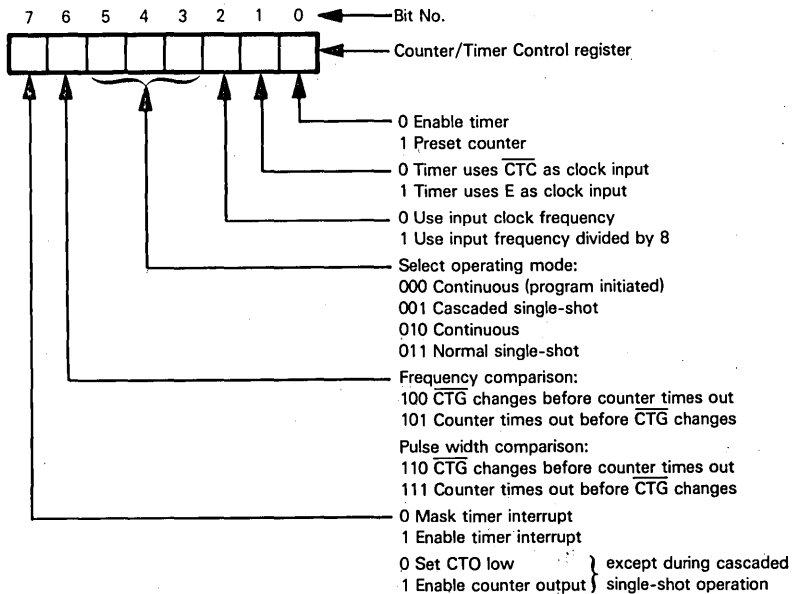 7 6 5 4 3 2 1 0 Bit No.
Counter/Timer Control register
0 Enable timer
1 Preset counter
0 Timer uses C̅T̅C̅ as clock input
1 Timer uses E as clock input
0 Use input clock frequency
1 Use input frequency divided by 8
Select operating mode:
000 Continuous (program initiated)
001 Cascaded single-shot
010 Continuous
011 Normal single-shot
Frequency comparison:
100 C̅T̅G̅ changes before counter times out
101 Counter times out before C̅T̅G̅ changes
Pulse width comparison:
110 C̅T̅G̅ changes before counter times out
111 Counter times out before C̅T̅G̅ changes
0 Mask timer interrupt
1 Enable timer interrupt
0 Set CTO low } except during cascaded
1 Enable counter output } single-shot operation